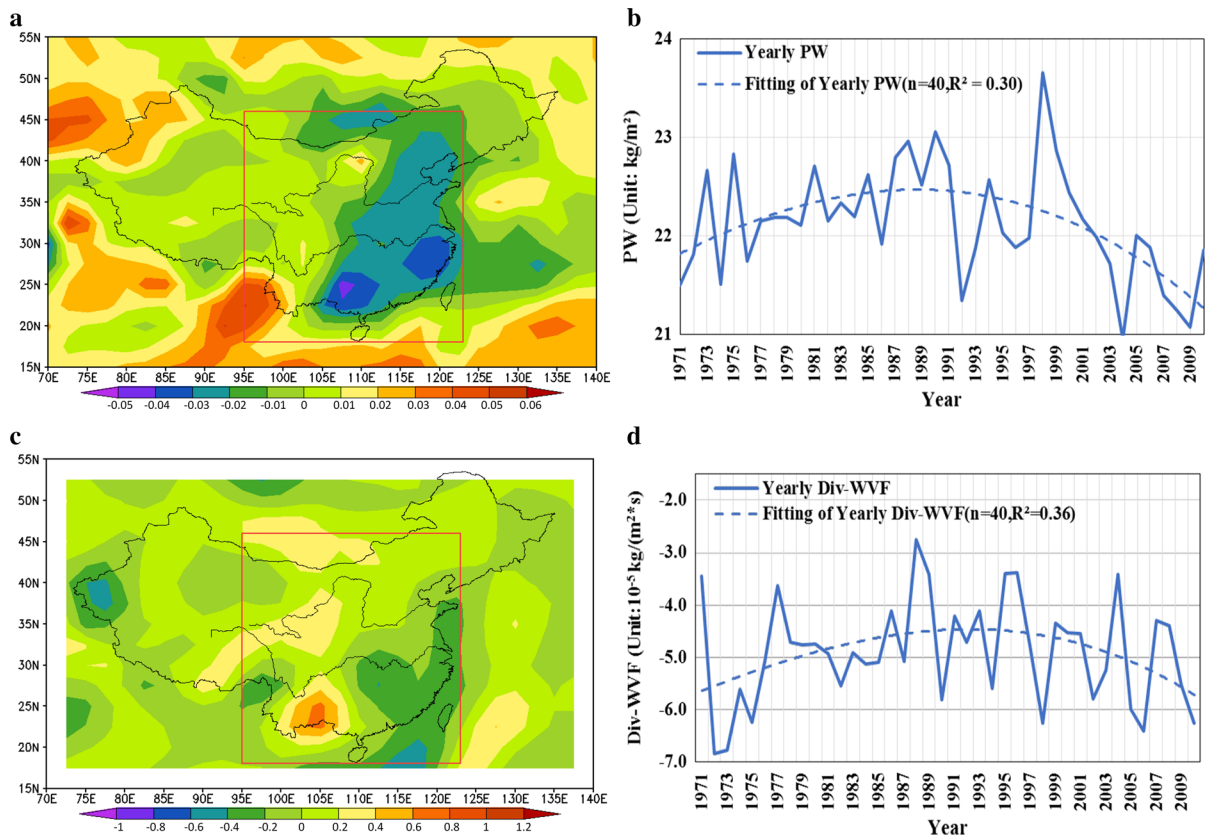 a
55N
50N
45N
40N
35N
30N
25N
20N
15N
70E 75E 80E 85E 90E 95E 100E 105E 110E 115E 120E 125E 130E 135E 140E
-0.05 -0.04 -0.03 -0.02 -0.01 0 0.01 0.02 0.03 0.04 0.05 0.06
b
24
23
22
21
PW (Unit: kg/m²)
Yearly PW
Fitting of Yearly PW(n=40,R² = 0.30)
1971 1973 1975 1977 1979 1981 1983 1985 1987 1989 1991 1993 1995 1997 1999 2001 2003 2005 2007 2009
Year
c
55N
50N
45N
40N
35N
30N
25N
20N
15N
70E 75E 80E 85E 90E 95E 100E 105E 110E 115E 120E 125E 130E 135E 140E
-1 -0.8 -0.6 -0.4 -0.2 0 0.2 0.4 0.6 0.8 1 1.2
d
-2.0
-3.0
-4.0
-5.0
-6.0
-7.0
Div-WVF (Unit:10⁻⁵ kg/(m²*s)
Yearly Div-WVF
Fitting of Yearly Div-WVF(n=40,R²=0.36)
1971 1973 1975 1977 1979 1981 1983 1985 1987 1989 1991 1993 1995 1997 1999 2001 2003 2005 2007 2009
Year